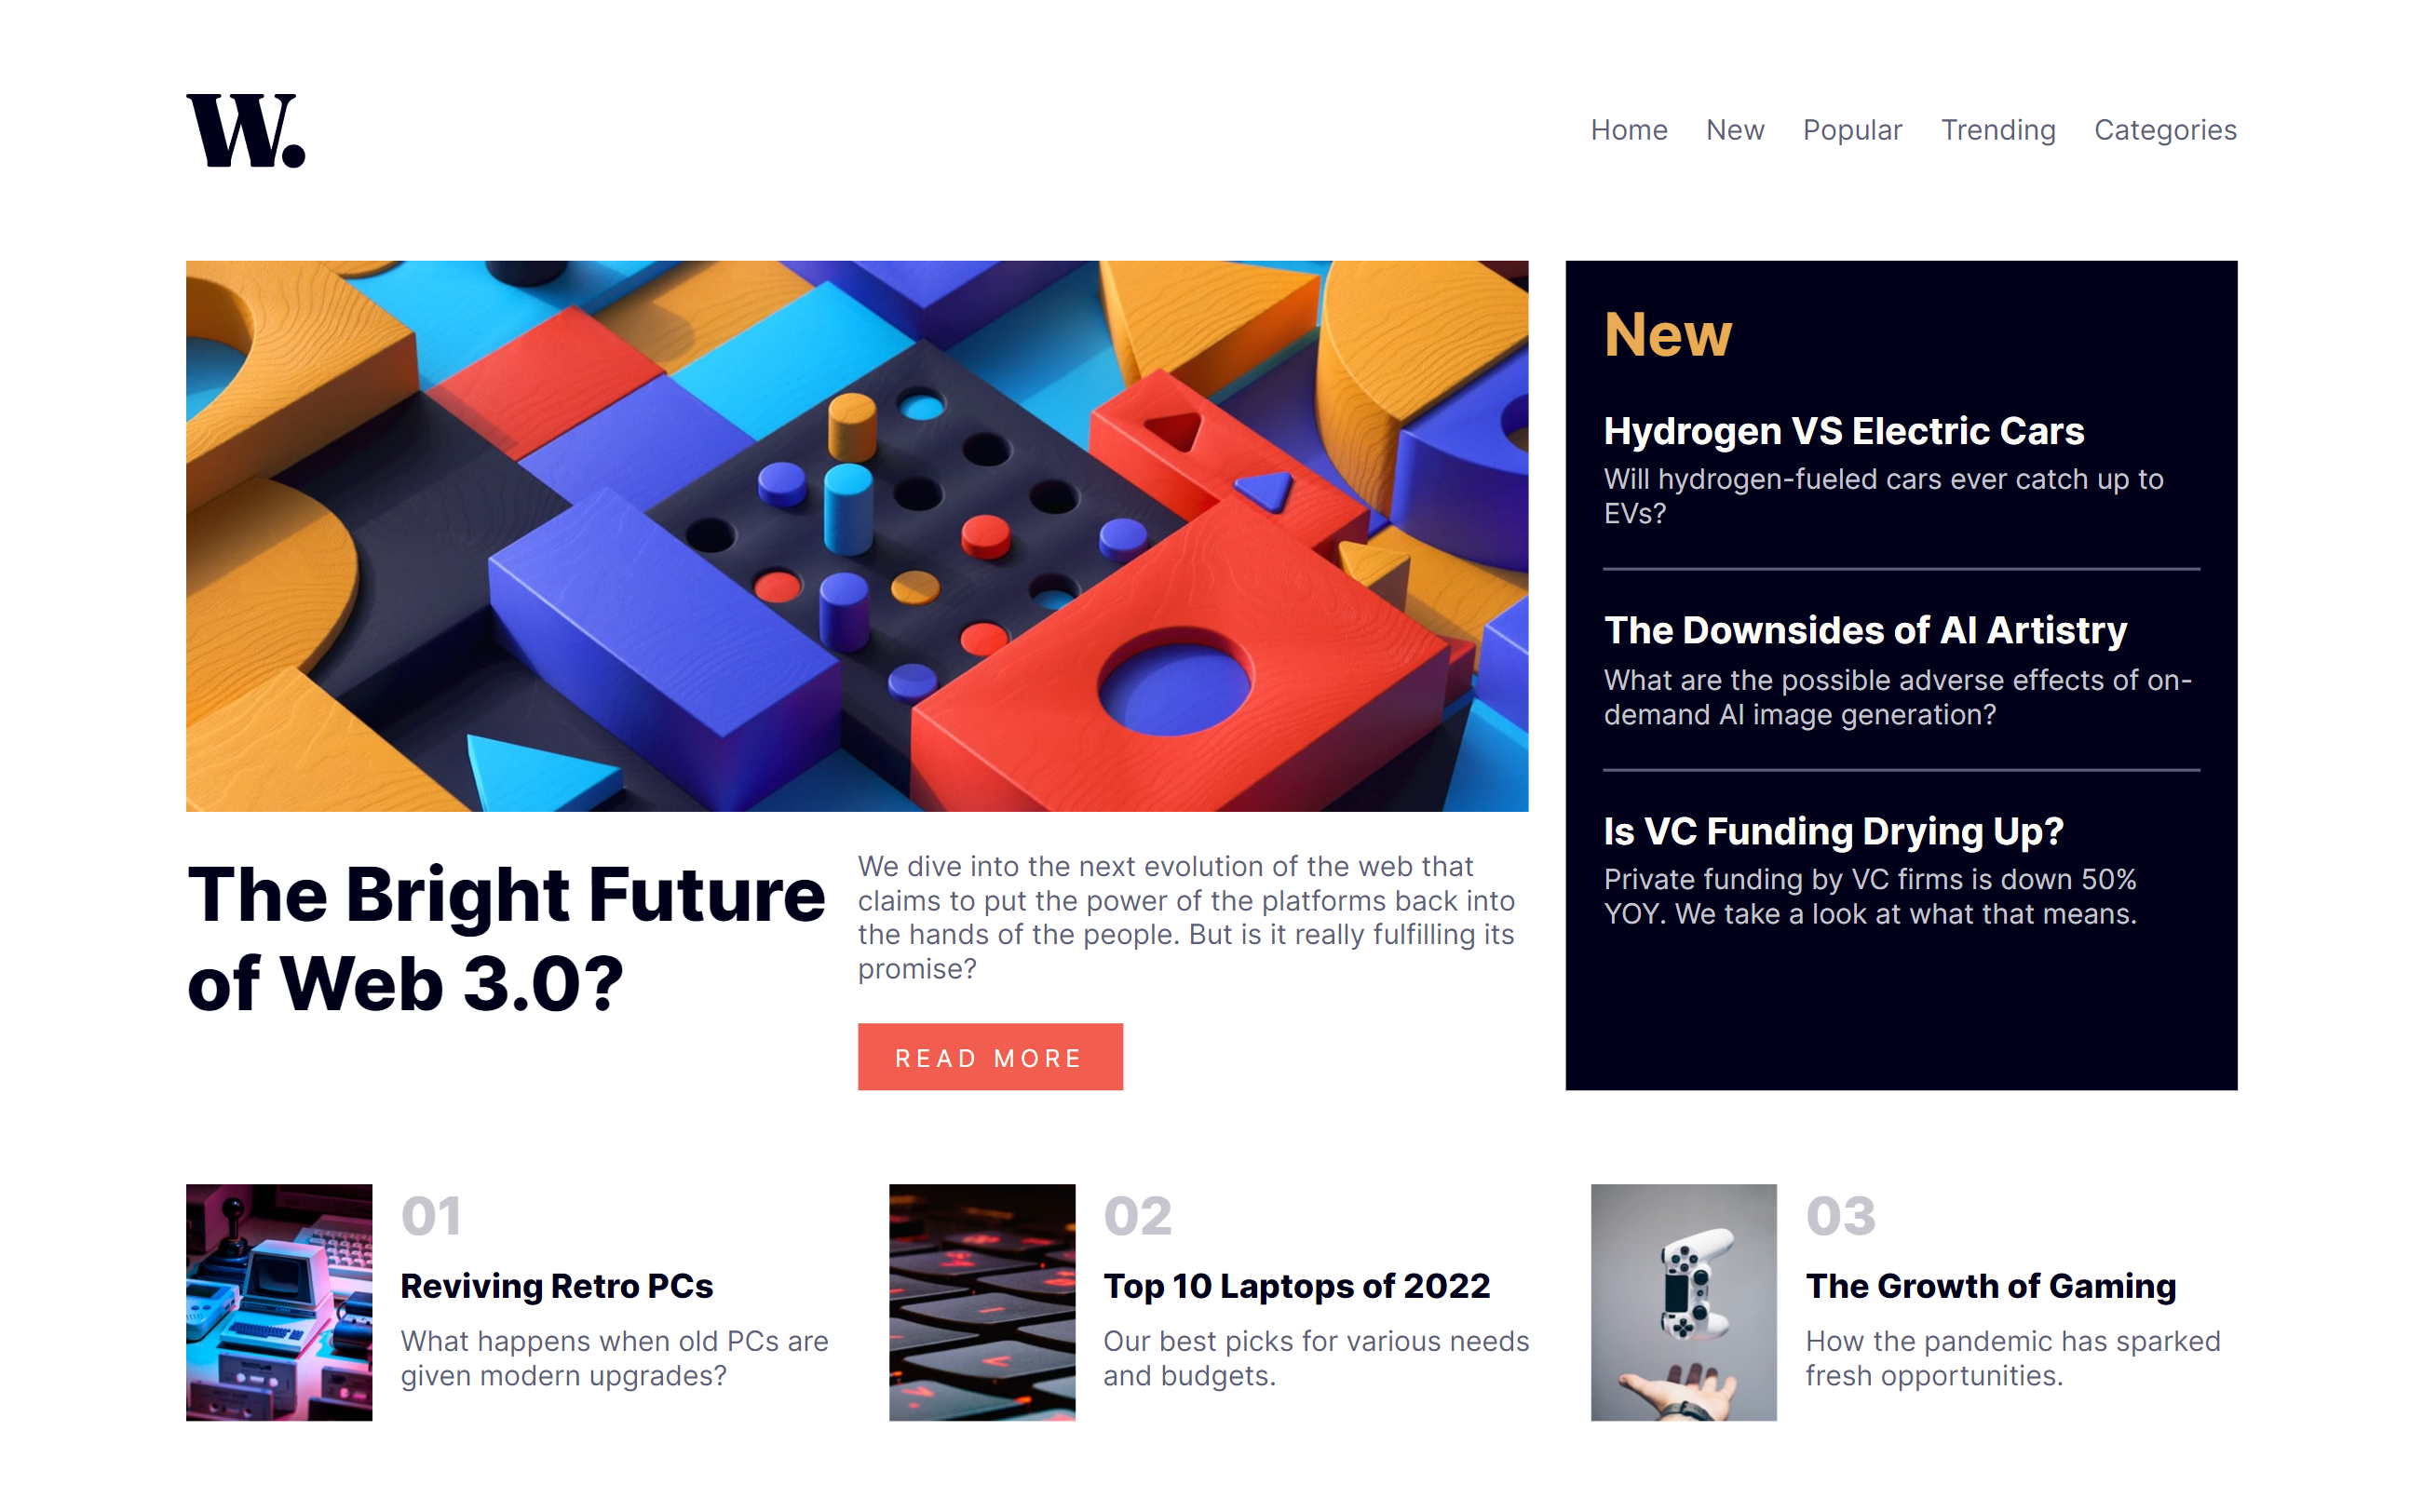 W.
Home New Popular Trending Categories
New
Hydrogen VS Electric Cars
Will hydrogen-fueled cars ever catch up to
EVs?
The Downsides of AI Artistry
What are the possible adverse effects of on-
demand AI image generation?
Is VC Funding Drying Up?
Private funding by VC firms is down 50%
YOY. We take a look at what that means.
The Bright Future
of Web 3.0?
We dive into the next evolution of the web that
claims to put the power of the platforms back into
the hands of the people. But is it really fulfilling its
promise?
READ MORE
01
Reviving Retro PCs
What happens when old PCs are
given modern upgrades?
02
Top 10 Laptops of 2022
Our best picks for various needs
and budgets.
03
The Growth of Gaming
How the pandemic has sparked
fresh opportunities.